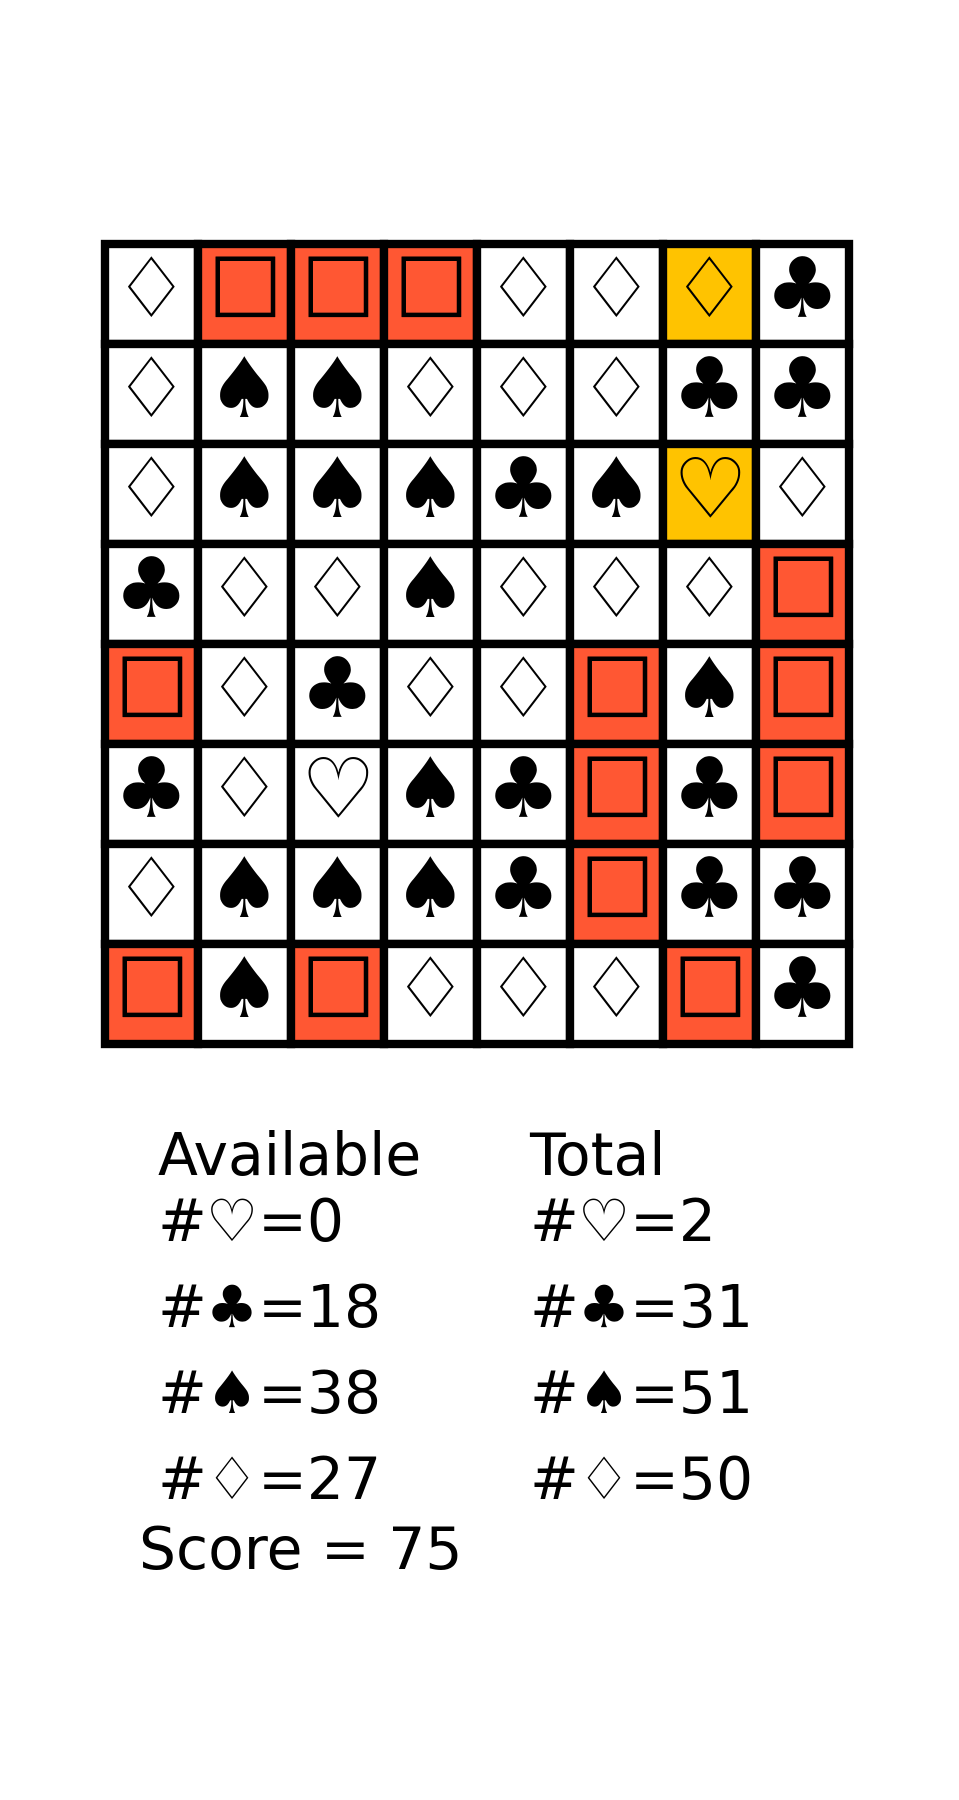 ♢ □ □ □ ♢ ♢ ♢ ♣
♢ ♠ ♠ ♢ ♢ ♢ ♣ ♣
♢ ♠ ♠ ♠ ♣ ♠ ♡ ♢
♣ ♢ ♢ ♠ ♢ ♢ ♢ □
□ ♢ ♣ ♢ ♢ □ ♠ □
♣ ♢ ♡ ♠ ♣ □ ♣ □
♢ ♠ ♠ ♠ ♣ □ ♣ ♣
□ ♠ □ ♢ ♢ ♢ □ ♣
Available Total
#♡=0 #♡=2
#♣=18 #♣=31
#♠=38 #♠=51
#♢=27 #♢=50
Score = 75